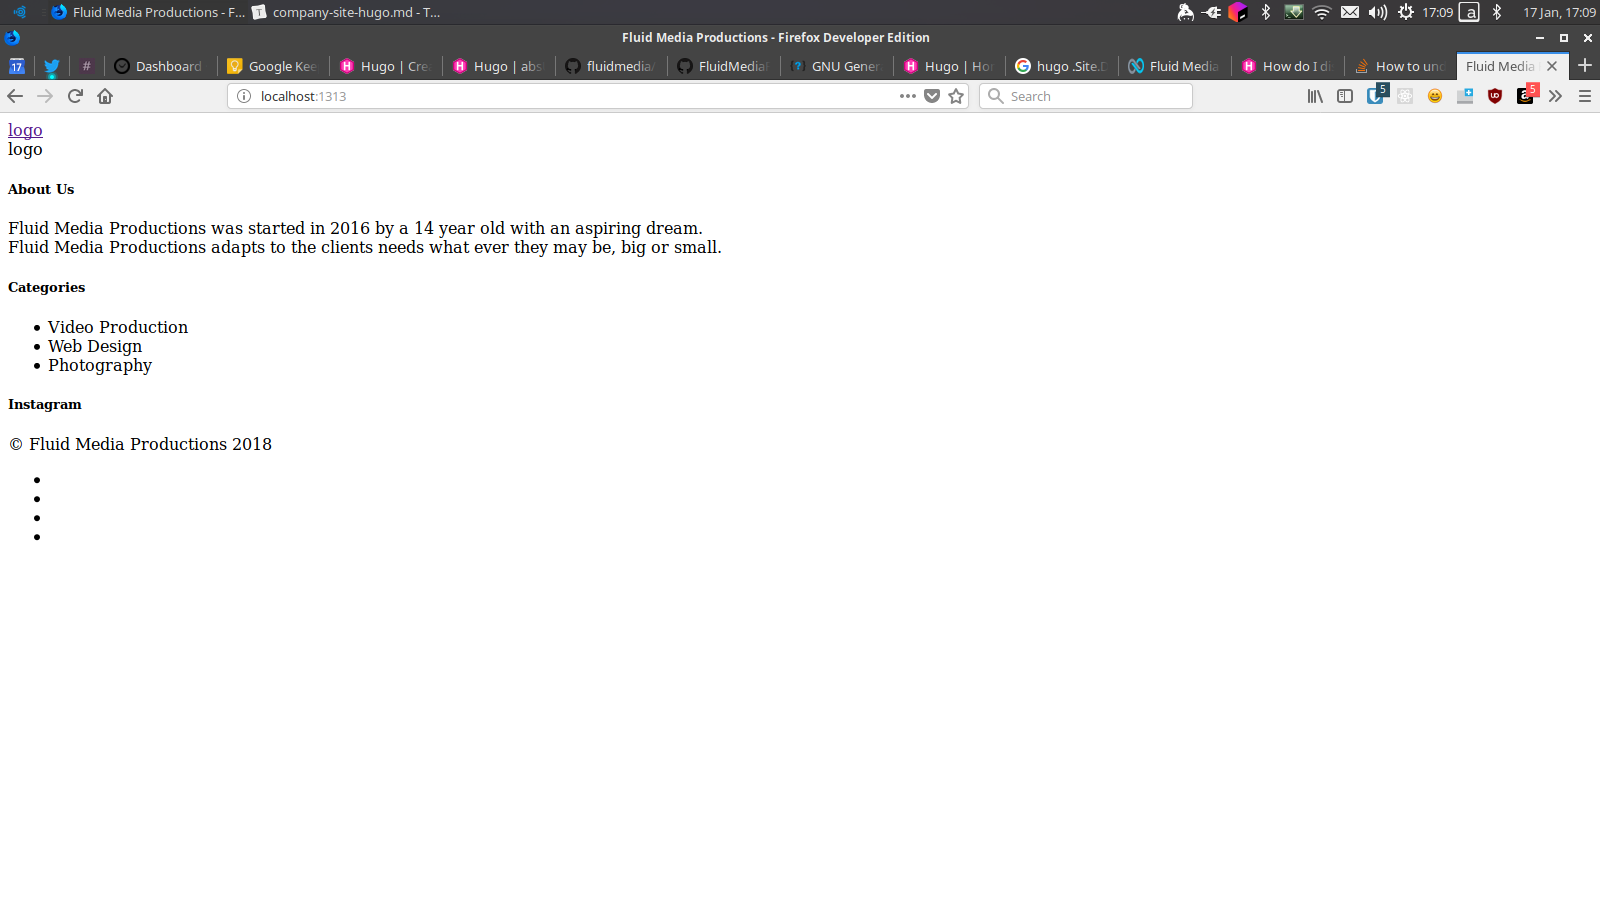 Fluid Media Productions - F... company-site-hugo.md - T... 17:09 a 17 Jan, 17:09
Fluid Media Productions - Firefox Developer Edition
17 # Dashboard Google Kee Hugo | Cre Hugo | abs fluidmedia/ FluidMedia GNU Gener Hugo | Ho hugo .Site.D Fluid Media How do I di How to und Fluid Media
localhost:1313 Search 5 5
logo
logo
About Us
Fluid Media Productions was started in 2016 by a 14 year old with an aspiring dream.
Fluid Media Productions adapts to the clients needs what ever they may be, big or small.
Categories
• Video Production
• Web Design
• Photography
Instagram
© Fluid Media Productions 2018